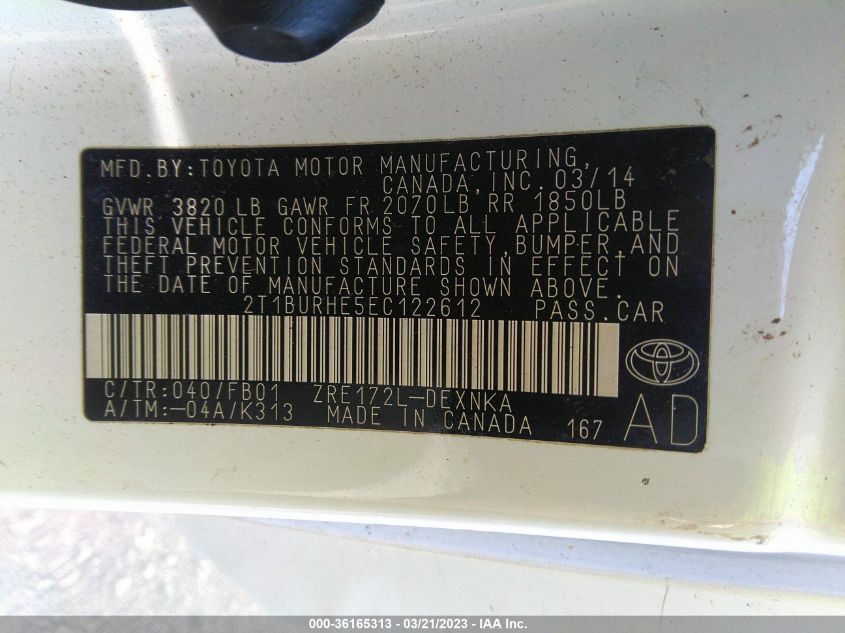 MFD.BY:TOYOTA MOTOR MANUFACTURING,
CANADA,INC. 03/14
GVWR 3820 LB GAWR FR 2070LB RR 1850LB
THIS VEHICLE CONFORMS TO ALL APPLICABLE
FEDERAL MOTOR VEHICLE SAFETY,BUMPER,AND
THEFT PREVENTION STANDARDS IN EFFECT ON
THE DATE OF MANUFACTURE SHOWN ABOVE.
2T1BURHE5EC122612 PASS.CAR
C/TR:040/FB01 ZRE172L-DEXNKA
A/TM:-04A/K313 MADE IN CANADA 167 AD
000-36165313 - 03/21/2023 - IAA Inc.